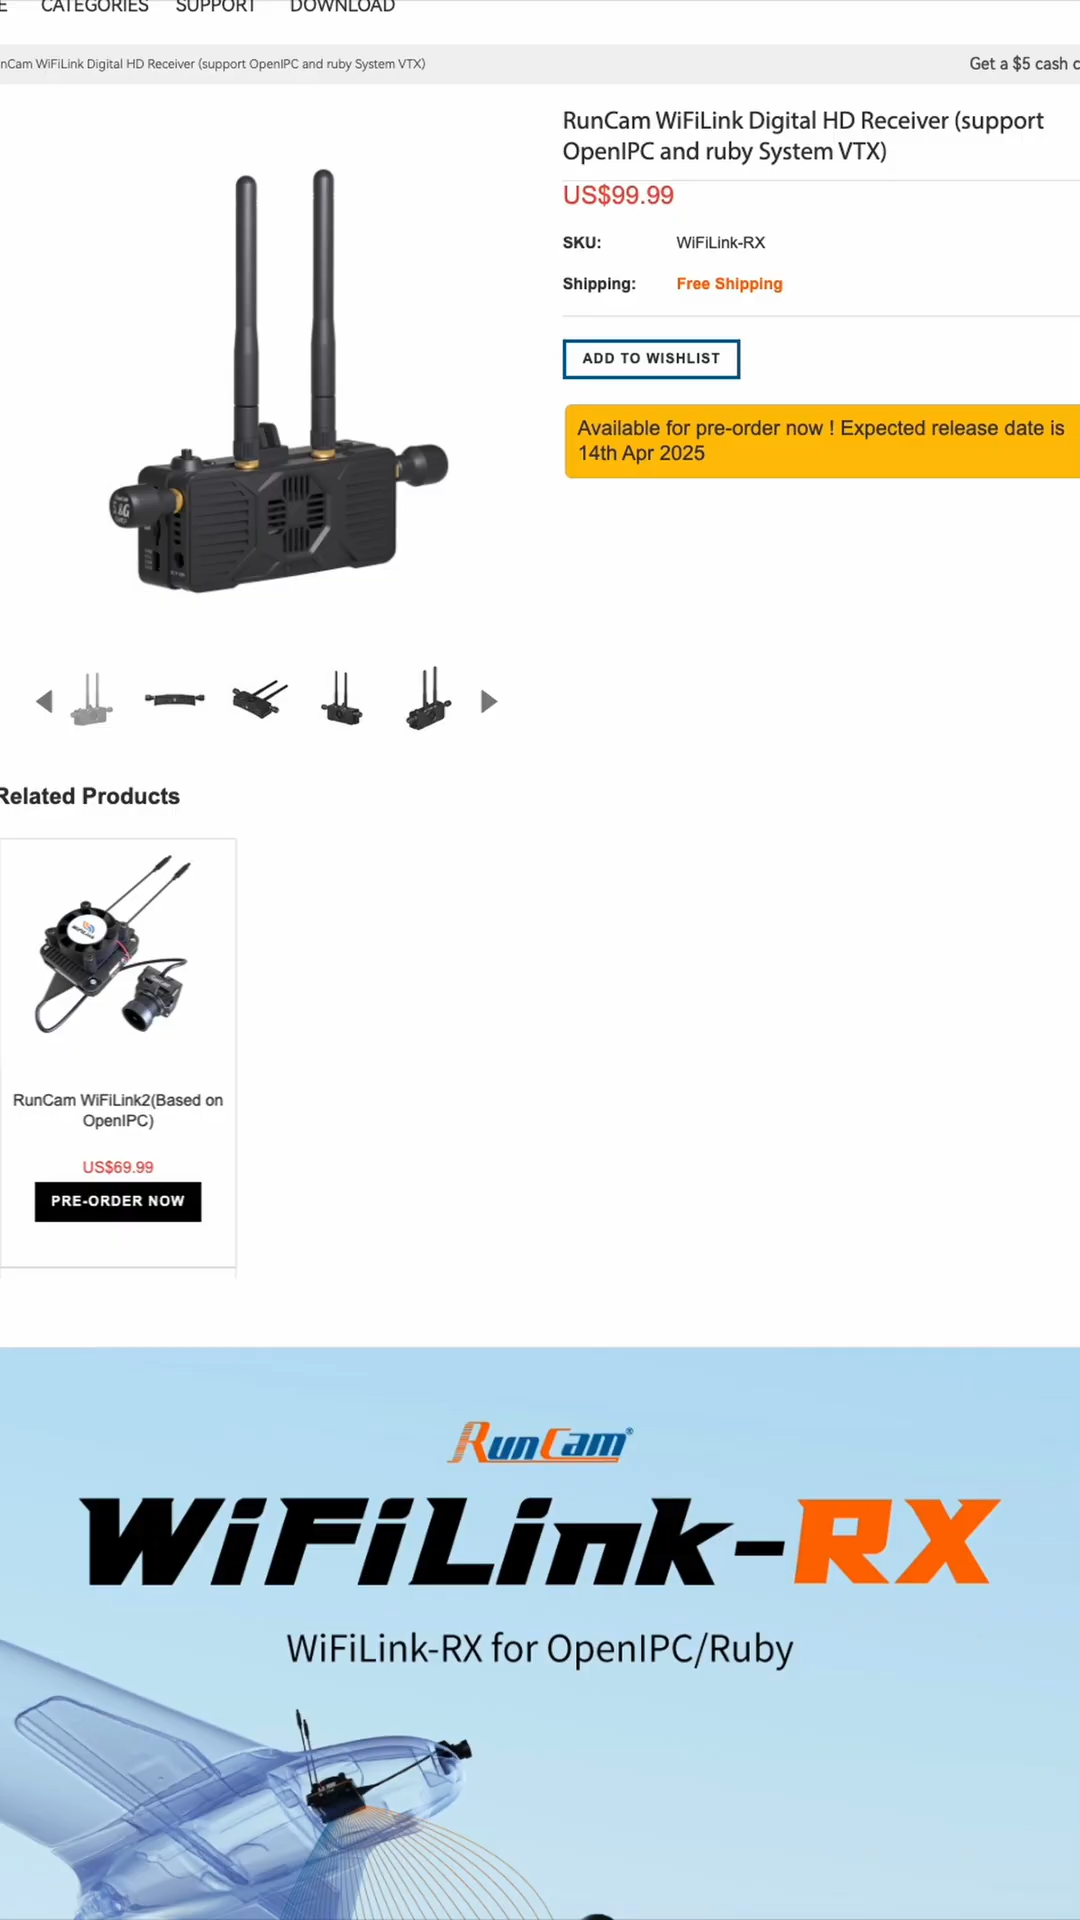 E CATEGORIES SUPPORT DOWNLOAD
nCam WiFiLink Digital HD Receiver (support OpenIPC and ruby System VTX)
Get a $5 cash c
RunCam WiFiLink Digital HD Receiver (support
OpenIPC and ruby System VTX)
US$99.99
SKU: WiFiLink-RX
Shipping: Free Shipping
ADD TO WISHLIST
Available for pre-order now ! Expected release date is
14th Apr 2025
Related Products
WiFiLink
RunCam WiFiLink2(Based on
OpenIPC)
US$69.99
PRE-ORDER NOW
RunCam®
WiFiLink-RX
WiFiLink-RX for OpenIPC/Ruby